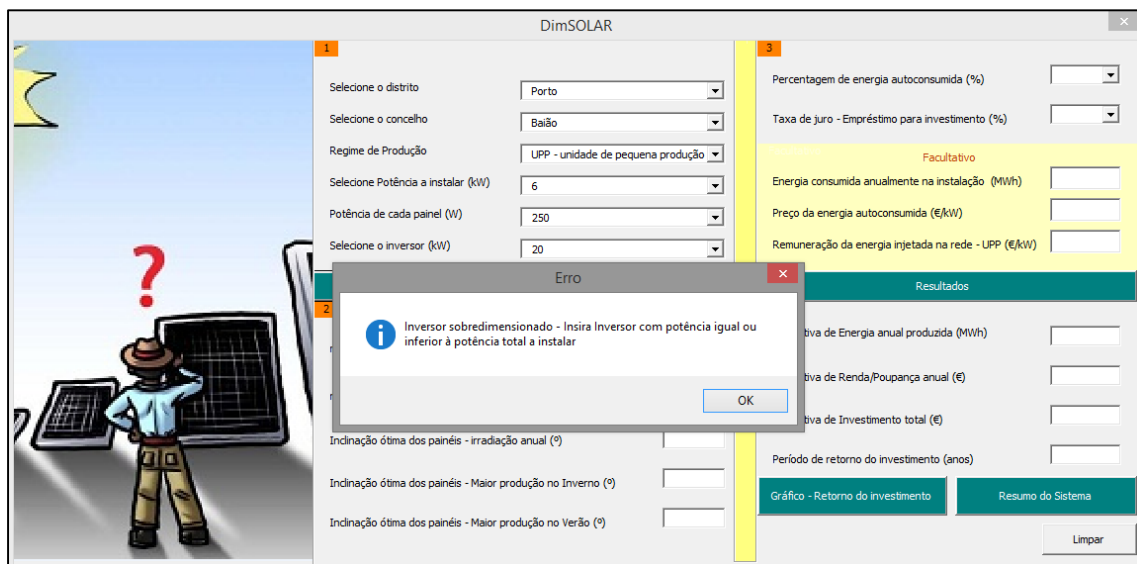 DimSOLAR
1
Selecione o distrito
Porto
Selecione o concelho
Baião
Regime de Produção
UPP - unidade de pequena produção
Selecione Potência a instalar (kW)
6
Potência de cada painel (W)
250
Selecione o inversor (kW)
20
Erro
Inversor sobredimensionado - Insira Inversor com potência igual ou
inferior à potência total a instalar
OK
2
Inclinação ótima dos painéis - irradiação anual (º)
Inclinação ótima dos painéis - Maior produção no Inverno (º)
Inclinação ótima dos painéis - Maior produção no Verão (º)
3
Percentagem de energia autoconsumida (%)
Taxa de juro - Empréstimo para investimento (%)
Facultativo
Energia consumida anualmente na instalação (MWh)
Preço da energia autoconsumida (€/kW)
Remuneração da energia injetada na rede - UPP (€/kW)
Resultados
de Energia anual produzida (MWh)
de Renda/Poupança anual (€)
de Investimento total (€)
Período de retorno do investimento (anos)
Gráfico - Retorno do investimento
Resumo do Sistema
Limpar
?